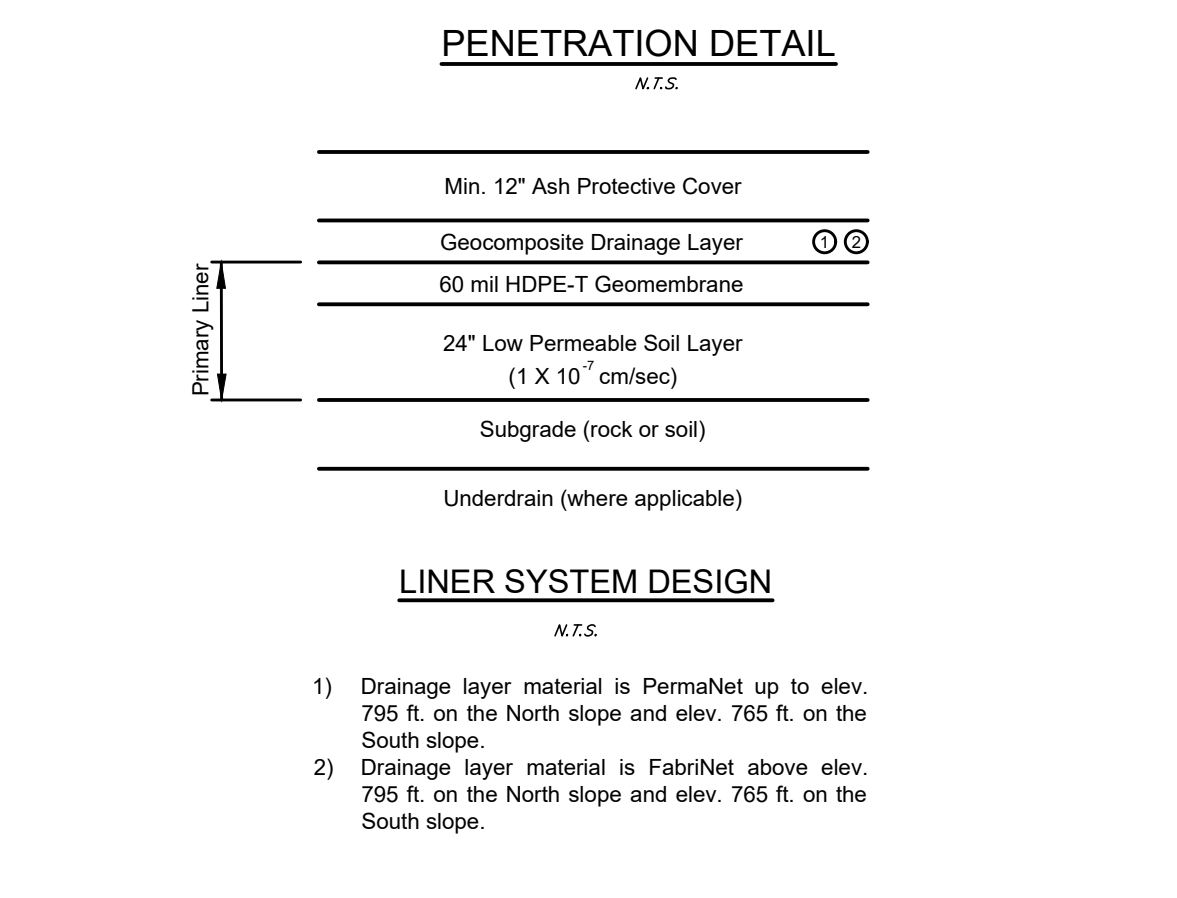 PENETRATION DETAIL
N.T.S.
Min. 12" Ash Protective Cover
Geocomposite Drainage Layer 1 2
60 mil HDPE-T Geomembrane
Primary Liner
24" Low Permeable Soil Layer
(1 X 10-7 cm/sec)
Subgrade (rock or soil)
Underdrain (where applicable)
LINER SYSTEM DESIGN
N.T.S.
1) Drainage layer material is PermaNet up to elev.
795 ft. on the North slope and elev. 765 ft. on the
South slope.
2) Drainage layer material is FabriNet above elev.
795 ft. on the North slope and elev. 765 ft. on the
South slope.